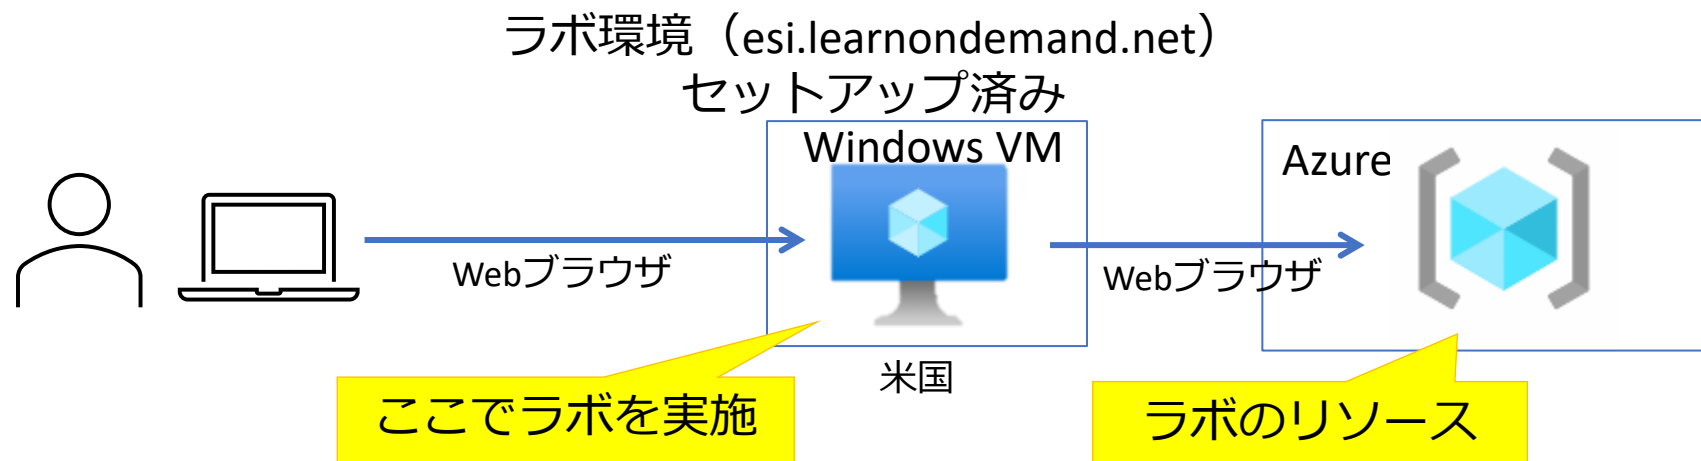 ラボ環境（esi.learnondemand.net）
セットアップ済み
Windows VM
Azure
Webブラウザ
Webブラウザ
米国
ここでラボを実施
ラボのリソース